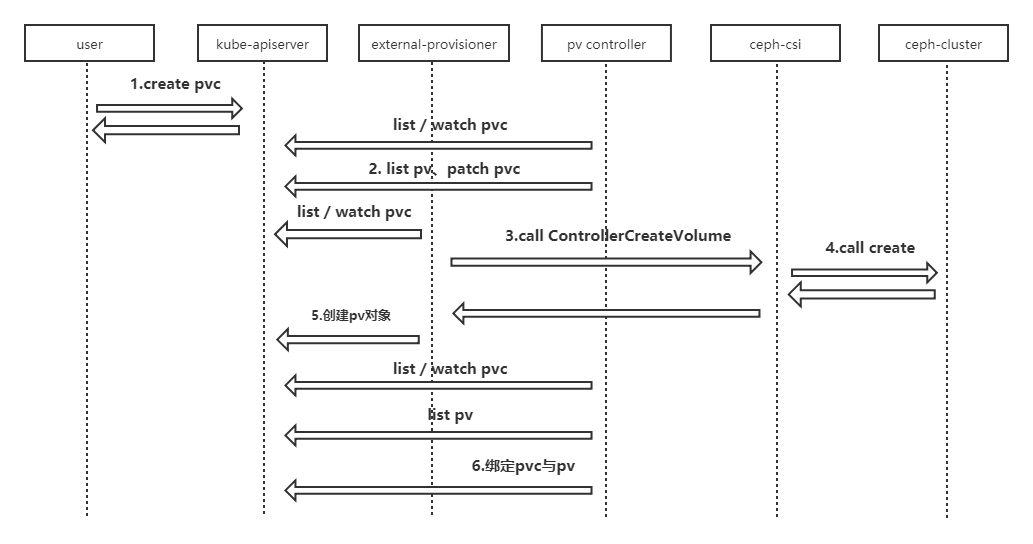 user
kube-apiserver
external-provisioner
pv controller
ceph-csi
ceph-cluster
1.create pvc
list / watch pvc
2. list pv、patch pvc
list / watch pvc
3.call ControllerCreateVolume
4.call create
5.创建pv对象
list / watch pvc
list pv
6.绑定pvc与pv